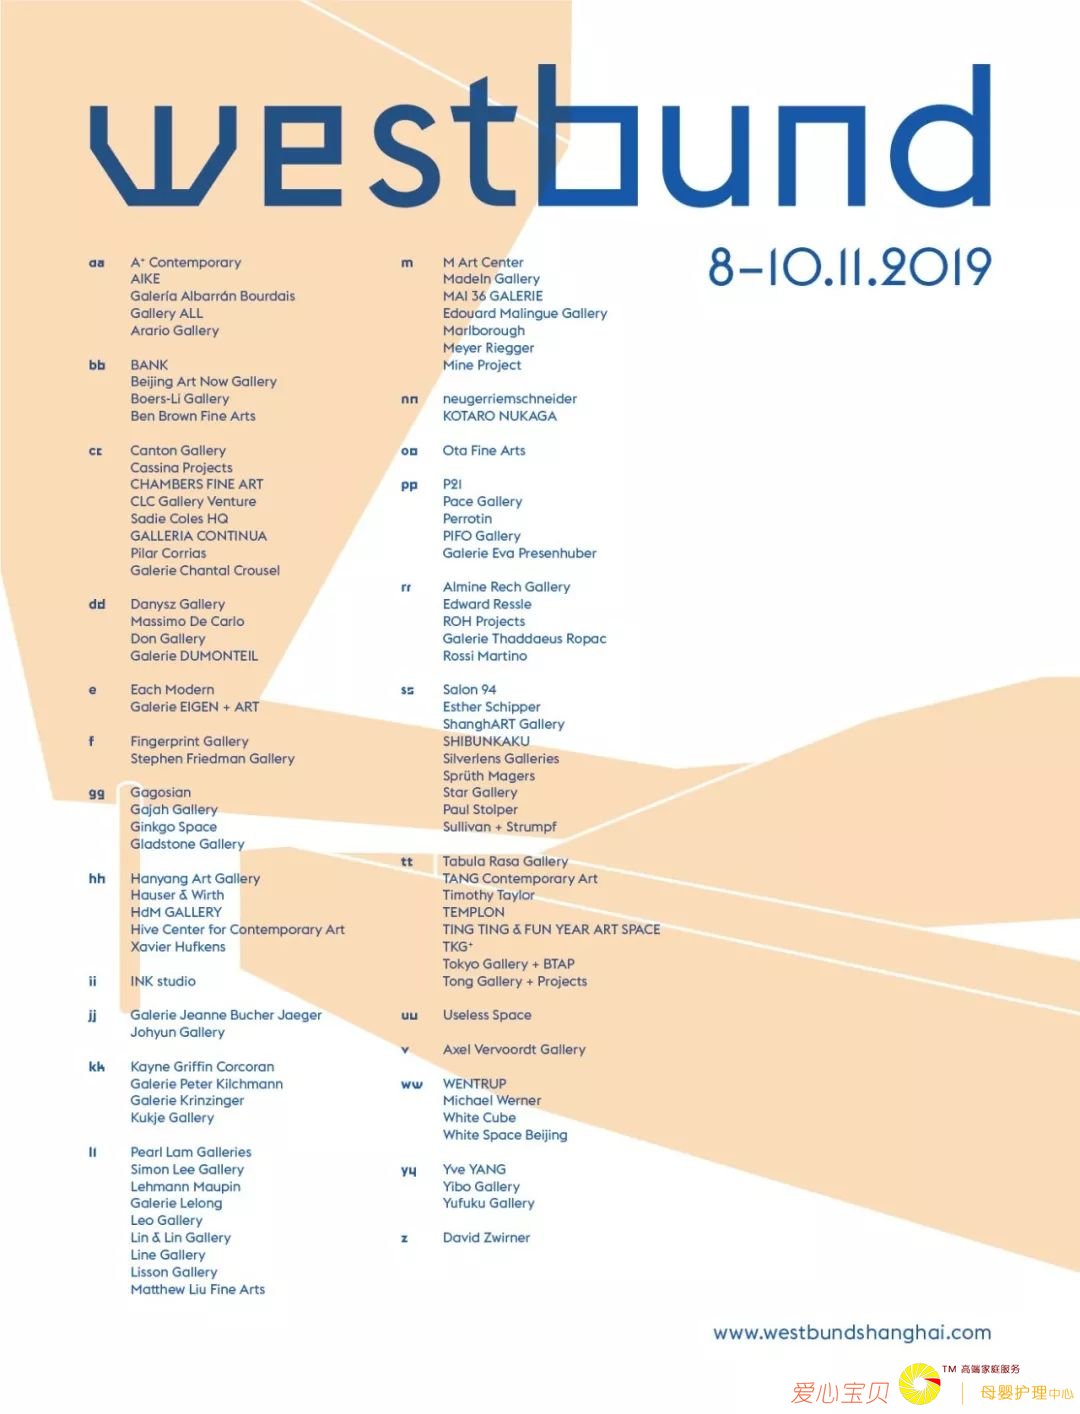 westbund
8–10.11.2019
aa A+ Contemporary
AIKE
Galería Albarrán Bourdais
Gallery ALL
Arario Gallery
bb BANK
Beijing Art Now Gallery
Boers-Li Gallery
Ben Brown Fine Arts
cc Canton Gallery
Cassina Projects
CHAMBERS FINE ART
CLC Gallery Venture
Sadie Coles HQ
GALLERIA CONTINUA
Pilar Corrias
Galerie Chantal Crousel
dd Danysz Gallery
Massimo De Carlo
Don Gallery
Galerie DUMONTEIL
e Each Modern
Galerie EIGEN + ART
f Fingerprint Gallery
Stephen Friedman Gallery
gg Gagosian
Gajah Gallery
Ginkgo Space
Gladstone Gallery
hh Hanyang Art Gallery
Hauser & Wirth
HdM GALLERY
Hive Center for Contemporary Art
Xavier Hufkens
ii INK studio
jj Galerie Jeanne Bucher Jaeger
Johyun Gallery
kk Kayne Griffin Corcoran
Galerie Peter Kilchmann
Galerie Krinzinger
Kukje Gallery
ll Pearl Lam Galleries
Simon Lee Gallery
Lehmann Maupin
Galerie Lelong
Leo Gallery
Lin & Lin Gallery
Line Gallery
Lisson Gallery
Matthew Liu Fine Arts
m M Art Center
MadeIn Gallery
MAI 36 GALERIE
Edouard Malingue Gallery
Marlborough
Meyer Riegger
Mine Project
nn neugerriemschneider
KOTARO NUKAGA
oo Ota Fine Arts
pp P21
Pace Gallery
Perrotin
PIFO Gallery
Galerie Eva Presenhuber
rr Almine Rech Gallery
Edward Ressle
ROH Projects
Galerie Thaddaeus Ropac
Rossi Martino
ss Salon 94
Esther Schipper
ShanghART Gallery
SHIBUNKAKU
Silverlens Galleries
Sprüth Magers
Star Gallery
Paul Stolper
Sullivan + Strumpf
tt Tabula Rasa Gallery
TANG Contemporary Art
Timothy Taylor
TEMPLON
TING TING & FUN YEAR ART SPACE
TKG+
Tokyo Gallery + BTAP
Tong Gallery + Projects
uu Useless Space
v Axel Vervoordt Gallery
ww WENTRUP
Michael Werner
White Cube
White Space Beijing
yy Yve YANG
Yibo Gallery
Yufuku Gallery
z David Zwirner
www.westbundshanghai.com
爱心宝贝 TM 高端家庭服务
母婴护理中心